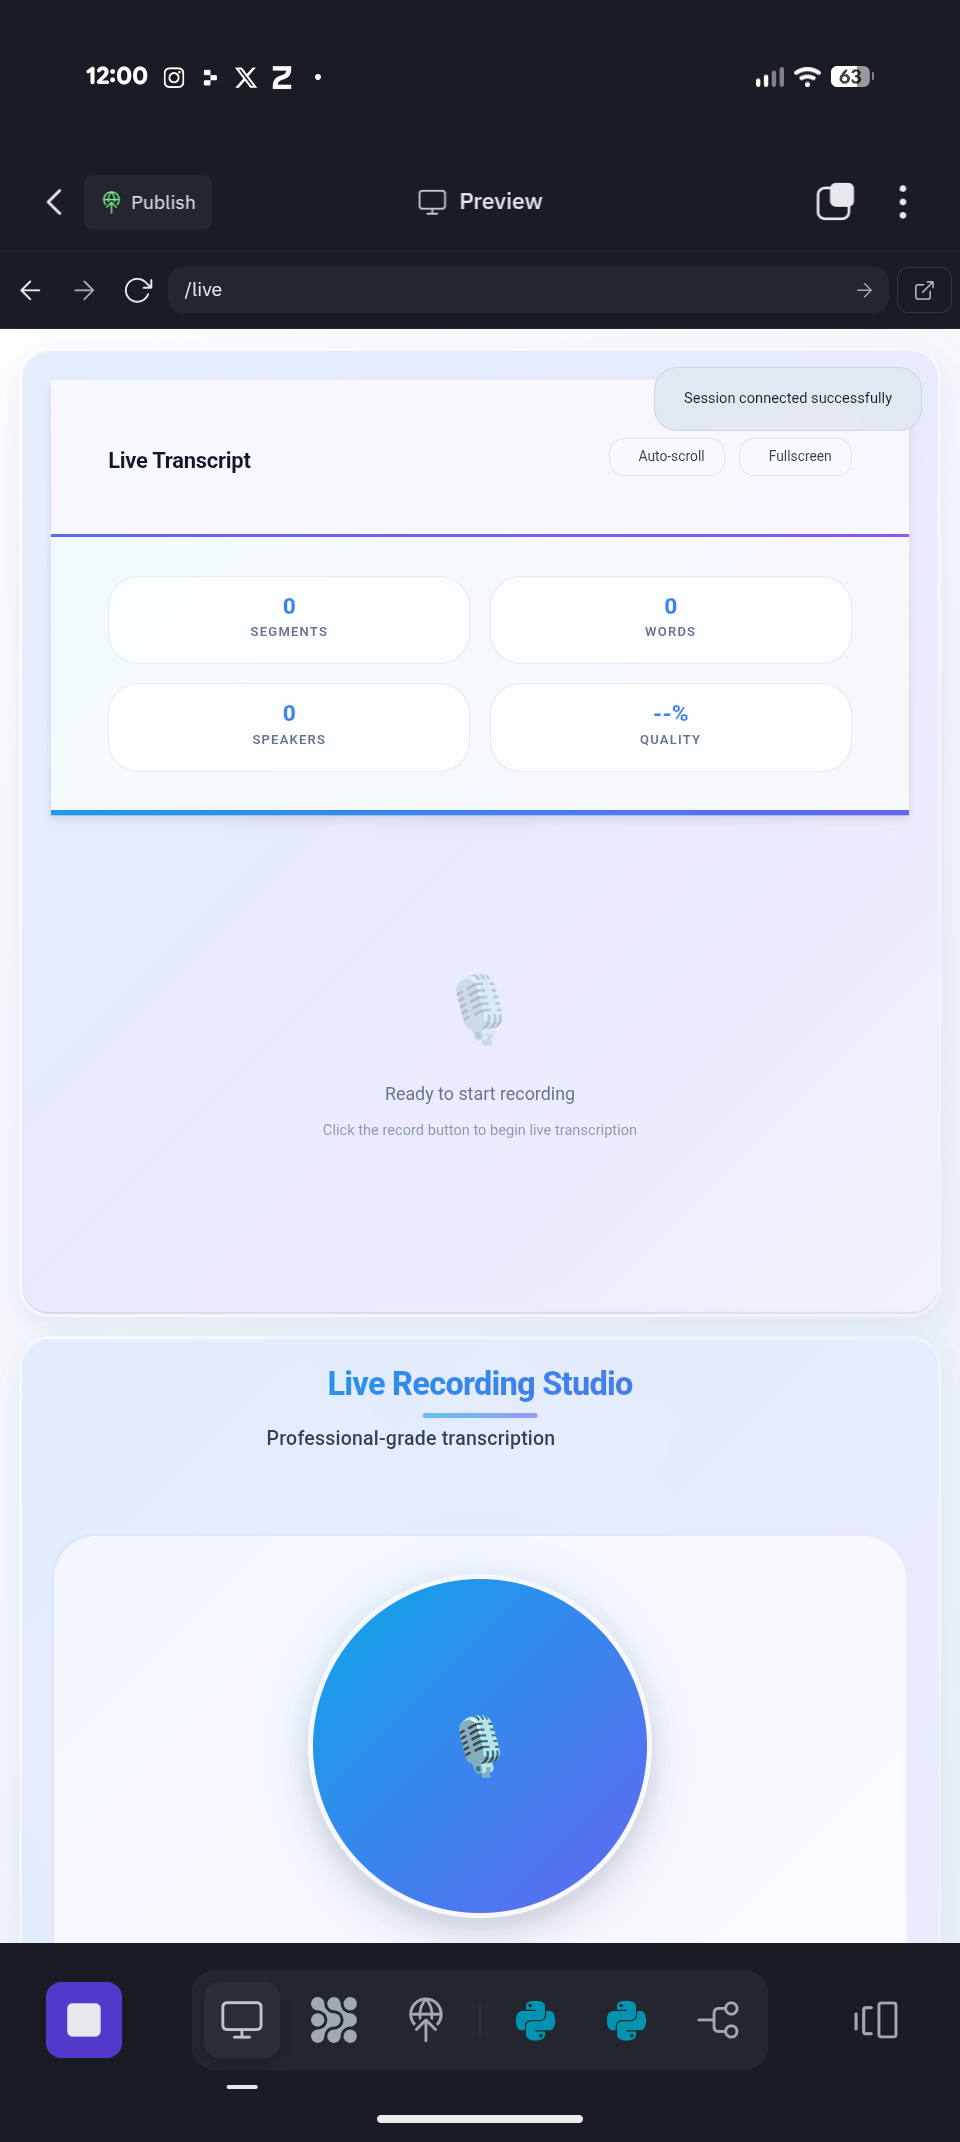 12:00
63
Publish
Preview
/live
Session connected successfully
Live Transcript
Auto-scroll
Fullscreen
0
SEGMENTS
0
WORDS
0
SPEAKERS
--%
QUALITY
Ready to start recording
Click the record button to begin live transcription
Live Recording Studio
Professional-grade transcription